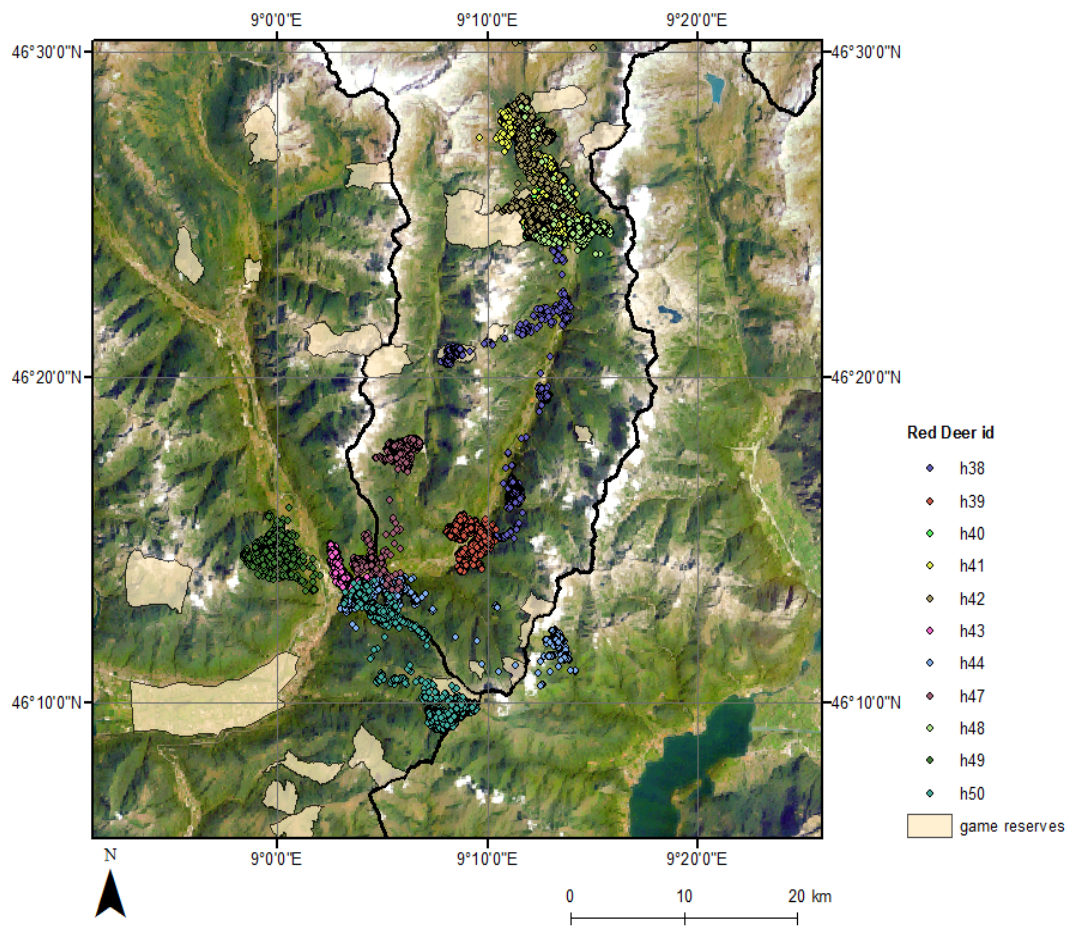 9°0'0"E 9°10'0"E 9°20'0"E
46°30'0"N 46°30'0"N
46°20'0"N 46°20'0"N
46°10'0"N 46°10'0"N
Red Deer id
h38
h39
h40
h41
h42
h43
h44
h47
h48
h49
h50
game reserves
9°0'0"E 9°10'0"E 9°20'0"E
N
0 10 20 km